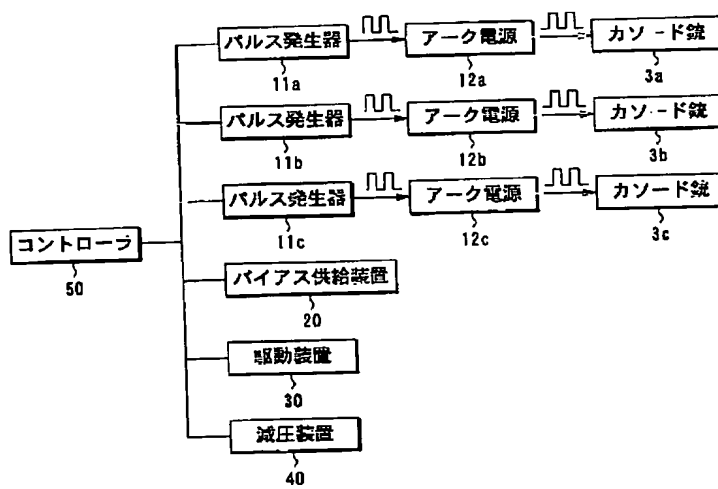 パルス発生器 アーク電源 カソード銃
11a 12a 3a
パルス発生器 アーク電源 カソード銃
11b 12b 3b
パルス発生器 アーク電源 カソード銃
11c 12c 3c
コントローラ
50
バイアス供給装置
20
駆動装置
30
減圧装置
40